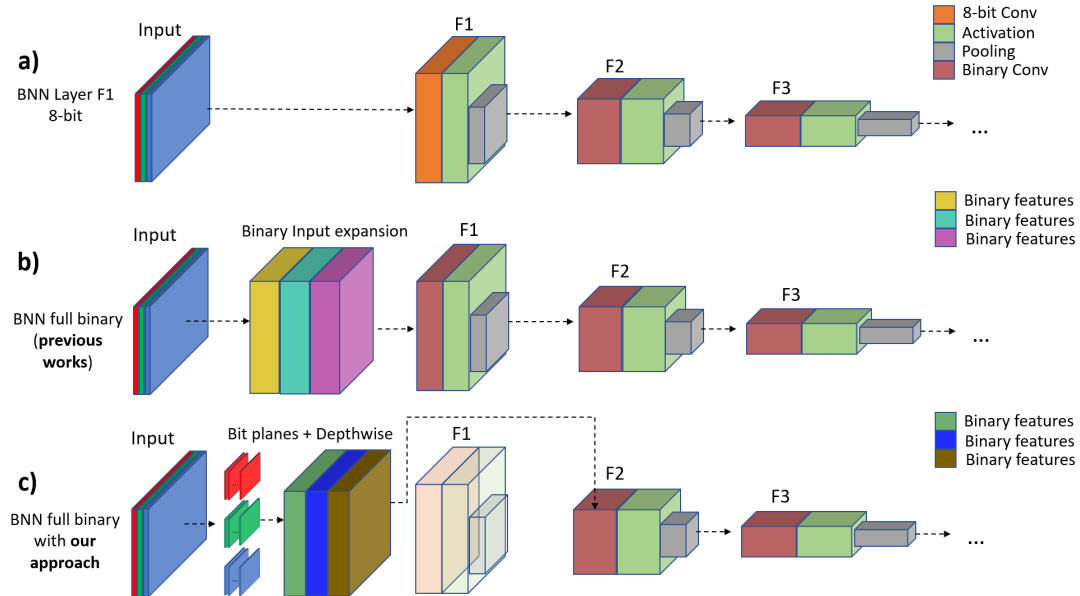 a)
BNN Layer F1
8-bit
Input
F1
F2
F3
...
8-bit Conv
Activation
Pooling
Binary Conv
b)
BNN full binary
(previous works)
Input
Binary Input expansion
F1
F2
F3
...
Binary features
Binary features
Binary features
c)
BNN full binary
with our
approach
Input
Bit planes + Depthwise
...
...
...
F1
F2
F3
...
Binary features
Binary features
Binary features